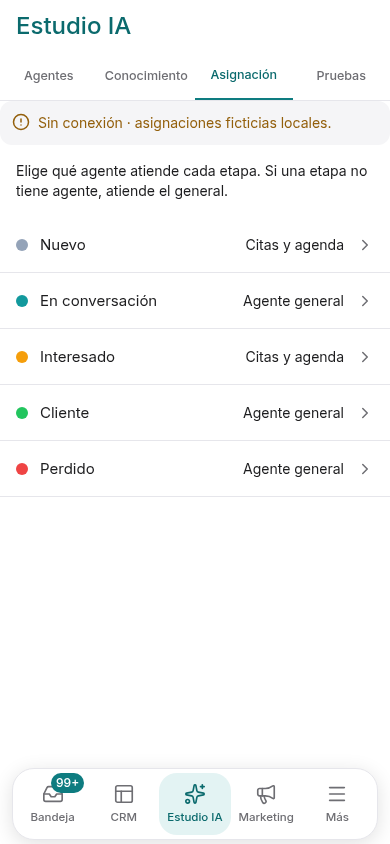 Estudio IA
Agentes
Conocimiento
Asignación
Pruebas
Sin conexión · asignaciones ficticias locales.
Elige qué agente atiende cada etapa. Si una etapa no
tiene agente, atiende el general.
Nuevo
Citas y agenda
En conversación
Agente general
Interesado
Citas y agenda
Cliente
Agente general
Perdido
Agente general
99+
Bandeja
CRM
Estudio IA
Marketing
Más